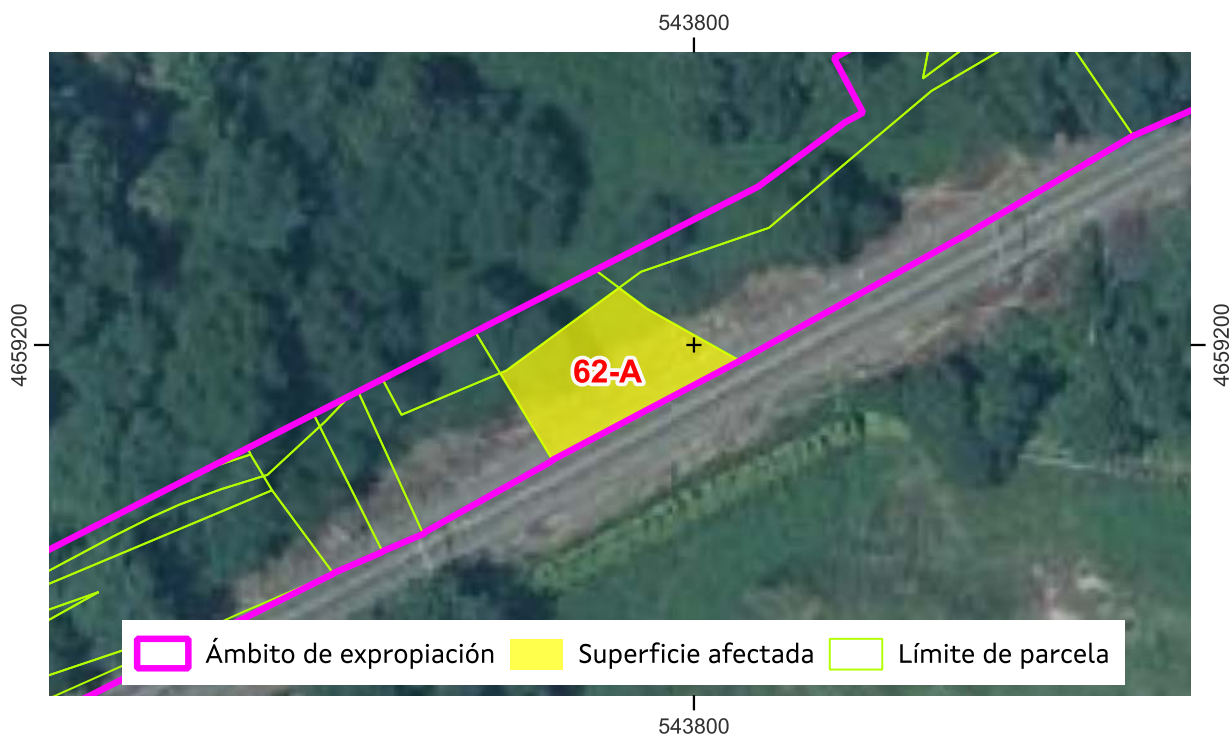 543800
4659200
4659200
62-A
Ámbito de expropiación
Superficie afectada
Límite de parcela
543800